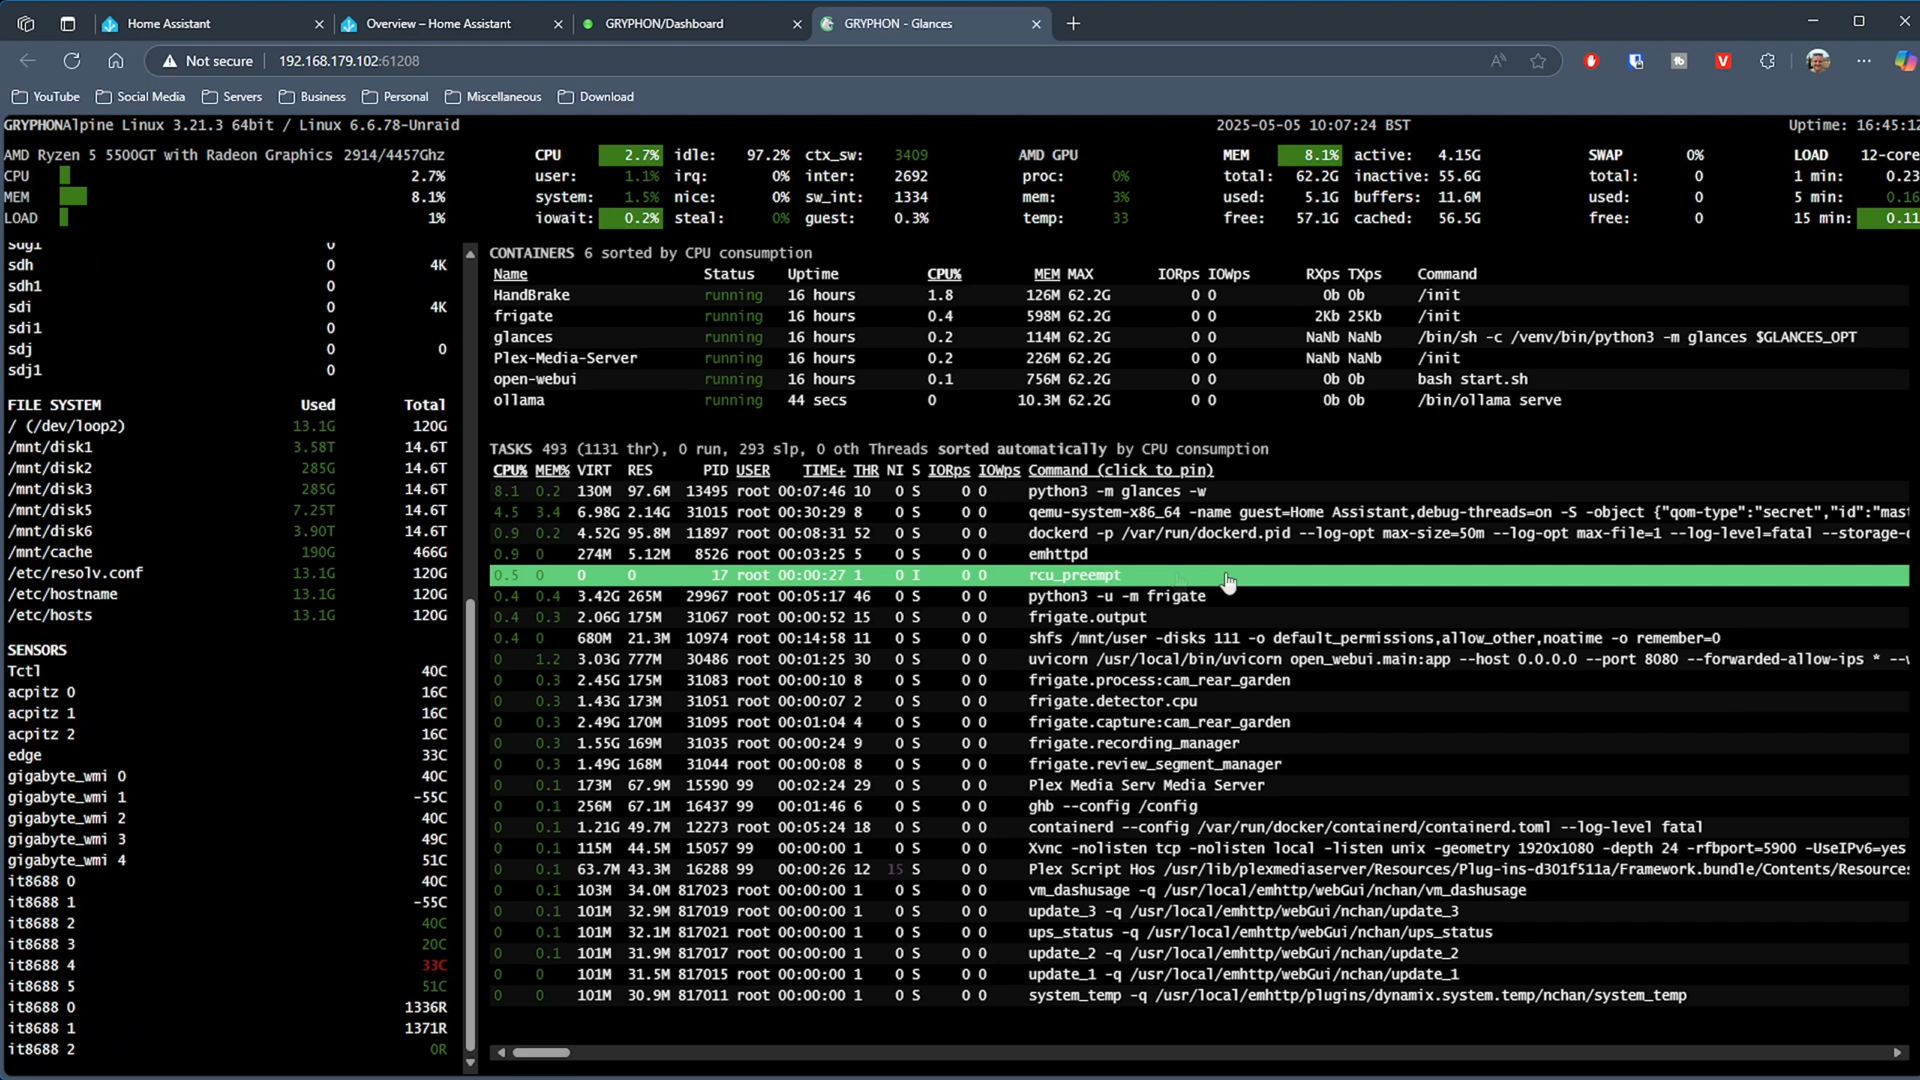 Home Assistant
Overview – Home Assistant
GRYPHON/Dashboard
GRYPHON - Glances
Not secure 192.168.179.102:61208
YouTube Social Media Servers Business Personal Miscellaneous Download
GRYPHONAlpine Linux 3.21.3 64bit / Linux 6.6.78-Unraid 2025-05-05 10:07:24 BST Uptime: 16:45:12
AMD Ryzen 5 5500GT with Radeon Graphics 2914/4457Ghz CPU 2.7% idle: 97.2% ctx_sw: 3409 AMD GPU MEM 8.1% active: 4.15G SWAP 0% LOAD 12-core
CPU 2.7% user: 1.1% irq: 0% inter: 2692 proc: 0% total: 62.2G inactive: 55.6G total: 0 1 min: 0.23
MEM 8.1% system: 1.5% nice: 0% sw_int: 1334 mem: 3% used: 5.1G buffers: 11.6M used: 0 5 min: 0.16
LOAD 1% iowait: 0.2% steal: 0% guest: 0.3% temp: 33 free: 57.1G cached: 56.5G free: 0 15 min: 0.11
sdg1 0
sdh 0 4K
sdh1 0
sdi 0 4K
sdi1 0
sdj 0 0
sdj1 0
FILE SYSTEM Used Total
/ (/dev/loop2) 13.1G 120G
/mnt/disk1 3.58T 14.6T
/mnt/disk2 285G 14.6T
/mnt/disk3 285G 14.6T
/mnt/disk5 7.25T 14.6T
/mnt/disk6 3.90T 14.6T
/mnt/cache 190G 466G
/etc/resolv.conf 13.1G 120G
/etc/hostname 13.1G 120G
/etc/hosts 13.1G 120G
SENSORS
Tctl 40C
acpitz 0 16C
acpitz 1 16C
acpitz 2 16C
edge 33C
gigabyte_wmi 0 40C
gigabyte_wmi 1 -55C
gigabyte_wmi 2 40C
gigabyte_wmi 3 49C
gigabyte_wmi 4 51C
it8688 0 40C
it8688 1 -55C
it8688 2 40C
it8688 3 20C
it8688 4 33C
it8688 5 51C
it8688 0 1336R
it8688 1 1371R
it8688 2 0R
CONTAINERS 6 sorted by CPU consumption
Name Status Uptime CPU% MEM MAX IORps IOWps RXps TXps Command
HandBrake running 16 hours 1.8 126M 62.2G 0 0 0b 0b /init
frigate running 16 hours 0.4 598M 62.2G 0 0 2Kb 25Kb /init
glances running 16 hours 0.2 114M 62.2G 0 0 NaNb NaNb /bin/sh -c /venv/bin/python3 -m glances $GLANCES_OPT
Plex-Media-Server running 16 hours 0.2 226M 62.2G 0 0 NaNb NaNb /init
open-webui running 16 hours 0.1 756M 62.2G 0 0 0b 0b bash start.sh
ollama running 44 secs 0 10.3M 62.2G 0 0 0b 0b /bin/ollama serve
TASKS 493 (1131 thr), 0 run, 293 slp, 0 oth Threads sorted automatically by CPU consumption
CPU% MEM% VIRT RES PID USER TIME+ THR NI S IORps IOWps Command (click to pin)
8.1 0.2 130M 97.6M 13495 root 00:07:46 10 0 S 0 0 python3 -m glances -w
4.5 3.4 6.98G 2.14G 31015 root 00:30:29 8 0 S 0 0 qemu-system-x86_64 -name guest=Home Assistant,debug-threads=on -S -object {"qom-type":"secret","id":"mast
0.9 0.2 4.52G 95.8M 11897 root 00:08:31 52 0 S 0 0 dockerd -p /var/run/dockerd.pid --log-opt max-size=50m --log-opt max-file=1 --log-level=fatal --storage-
0.9 0 274M 5.12M 8526 root 00:03:25 5 0 S 0 0 emhttpd
0.5 0 0 0 17 root 00:00:27 1 0 I 0 0 rcu_preempt
0.4 0.4 3.42G 265M 29967 root 00:05:17 46 0 S 0 0 python3 -u -m frigate
0.4 0.3 2.06G 175M 31067 root 00:00:52 15 0 S 0 0 frigate.output
0.4 0 680M 21.3M 10974 root 00:14:58 11 0 S 0 0 shfs /mnt/user -disks 111 -o default_permissions,allow_other,noatime -o remember=0
0 1.2 3.03G 777M 30486 root 00:01:25 30 0 S 0 0 uvicorn /usr/local/bin/uvicorn open_webui.main:app --host 0.0.0.0 --port 8080 --forwarded-allow-ips * --
0 0.3 2.45G 175M 31083 root 00:00:10 8 0 S 0 0 frigate.process:cam_rear_garden
0 0.3 1.43G 173M 31051 root 00:00:07 2 0 S 0 0 frigate.detector.cpu
0 0.3 2.49G 170M 31095 root 00:01:04 4 0 S 0 0 frigate.capture:cam_rear_garden
0 0.3 1.55G 169M 31035 root 00:00:24 9 0 S 0 0 frigate.recording_manager
0 0.3 1.49G 168M 31044 root 00:00:08 8 0 S 0 0 frigate.review_segment_manager
0 0.1 173M 67.9M 15590 99 00:02:24 29 0 S 0 0 Plex Media Serv Media Server
0 0.1 256M 67.1M 16437 99 00:01:46 6 0 S 0 0 ghb --config /config
0 0.1 1.21G 49.7M 12273 root 00:05:24 18 0 S 0 0 containerd --config /var/run/docker/containerd/containerd.toml --log-level fatal
0 0.1 115M 44.5M 15057 99 00:00:00 1 0 S 0 0 Xvnc -nolisten tcp -nolisten local -listen unix -geometry 1920x1080 -depth 24 -rfbport=5900 -UseIPv6=yes
0 0.1 63.7M 43.3M 16288 99 00:00:26 12 15 S 0 0 Plex Script Hos /usr/lib/plexmediaserver/Resources/Plug-ins-d301f511a/Framework.bundle/Contents/Resources
0 0.1 103M 34.0M 817023 root 00:00:00 1 0 S 0 0 vm_dashusage -q /usr/local/emhttp/webGui/nchan/vm_dashusage
0 0.1 101M 32.9M 817019 root 00:00:00 1 0 S 0 0 update_3 -q /usr/local/emhttp/webGui/nchan/update_3
0 0.1 101M 32.1M 817021 root 00:00:00 1 0 S 0 0 ups_status -q /usr/local/emhttp/webGui/nchan/ups_status
0 0.1 101M 31.9M 817017 root 00:00:00 1 0 S 0 0 update_2 -q /usr/local/emhttp/webGui/nchan/update_2
0 0 101M 31.5M 817015 root 00:00:00 1 0 S 0 0 update_1 -q /usr/local/emhttp/webGui/nchan/update_1
0 0 101M 30.9M 817011 root 00:00:00 1 0 S 0 0 system_temp -q /usr/local/emhttp/plugins/dynamix.system.temp/nchan/system_temp